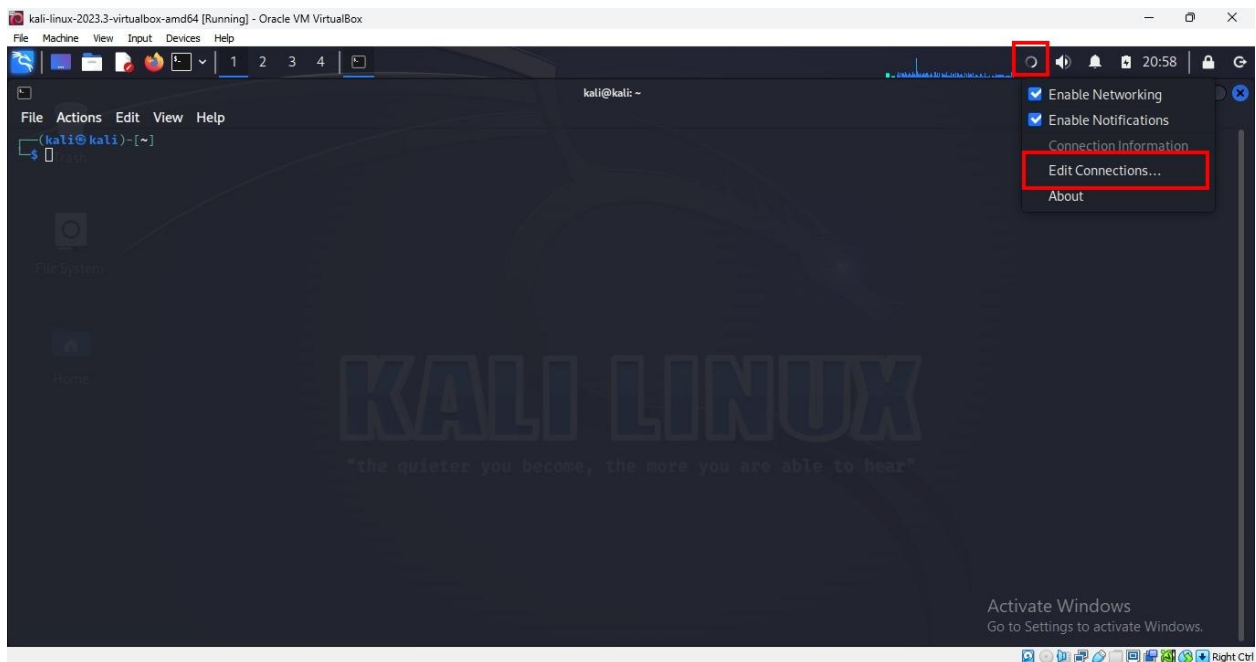 kali-linux-2023.3-virtualbox-amd64 [Running] - Oracle VM VirtualBox
File Machine View Input Devices Help
1 2 3 4
20:58
kali@kali: ~
File Actions Edit View Help
Enable Networking
Enable Notifications
Connection Information
Edit Connections...
About
┌──(kali㉿kali)-[~]
└─$
Trash
File System
Home
KALI LINUX
"the quieter you become, the more you are able to hear"
Activate Windows
Go to Settings to activate Windows.
Right Ctrl